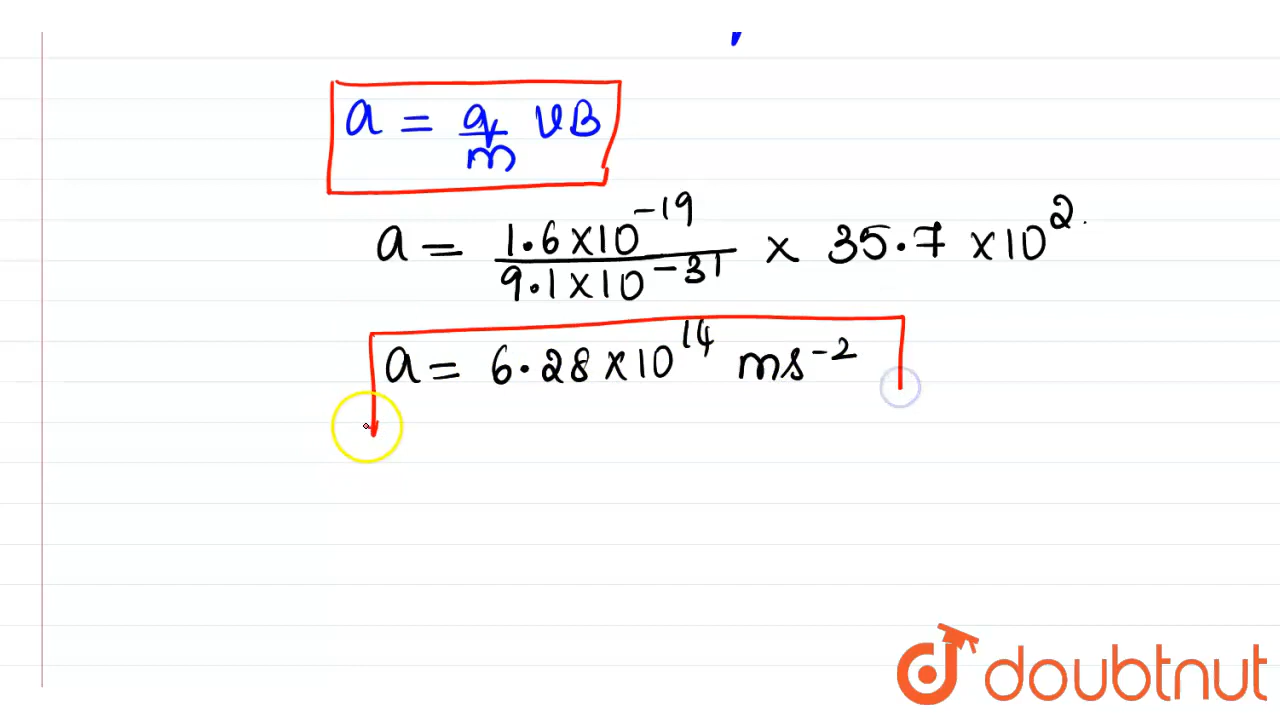 a = q/m VB
a = 1.6 × 10^-19 / 9.1 × 10^-31 × 35.7 × 10^2.
a = 6.28 × 10^14 ms^-2
doubtnut